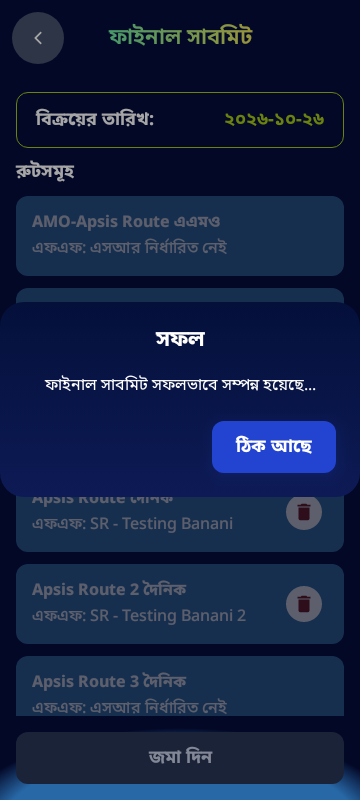 ফাইনাল সাবমিট
বিক্রয়ের তারিখ: ২০২৬-১০-২৬
রুটসমূহ
AMO-Apsis Route এএমও
এফএফ: এসআর নির্ধারিত নেই
সফল
ফাইনাল সাবমিট সফলভাবে সম্পন্ন হয়েছে...
ঠিক আছে
Apsis Route দৈনিক
এফএফ: SR - Testing Banani
Apsis Route 2 দৈনিক
এফএফ: SR - Testing Banani 2
Apsis Route 3 দৈনিক
এফএফ: এসআর নির্ধারিত নেই
জমা দিন